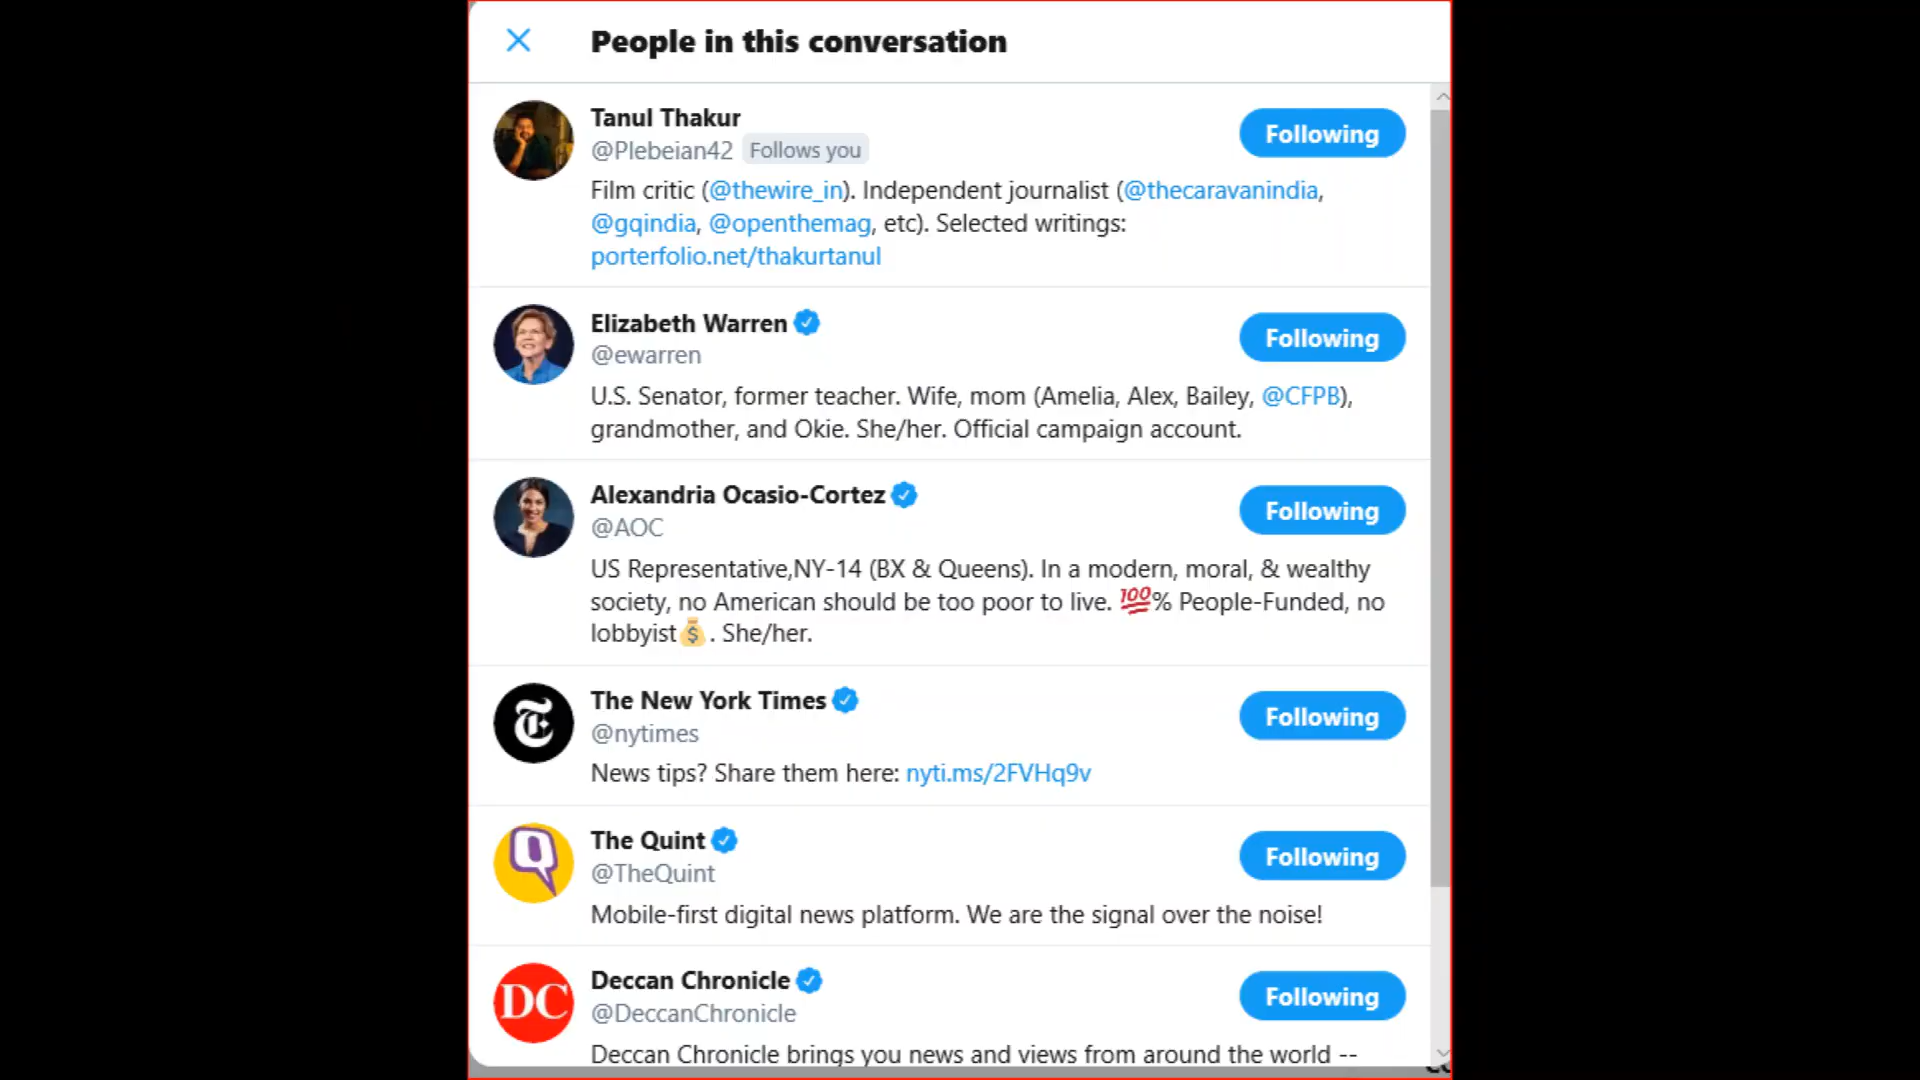 People in this conversation
Tanul Thakur
@Plebeian42 Follows you
Following
Film critic (@thewire_in). Independent journalist (@thecaravanindia,
@gqindia, @openthemag, etc). Selected writings:
porterfolio.net/thakurtanul
Elizabeth Warren
@ewarren
Following
U.S. Senator, former teacher. Wife, mom (Amelia, Alex, Bailey, @CFPB),
grandmother, and Okie. She/her. Official campaign account.
Alexandria Ocasio-Cortez
@AOC
Following
US Representative,NY-14 (BX & Queens). In a modern, moral, & wealthy
society, no American should be too poor to live. 💯% People-Funded, no
lobbyist💰. She/her.
The New York Times
@nytimes
Following
News tips? Share them here: nyti.ms/2FVHq9v
The Quint
@TheQuint
Following
Mobile-first digital news platform. We are the signal over the noise!
DC
Deccan Chronicle
@DeccanChronicle
Following
Deccan Chronicle brings you news and views from around the world --